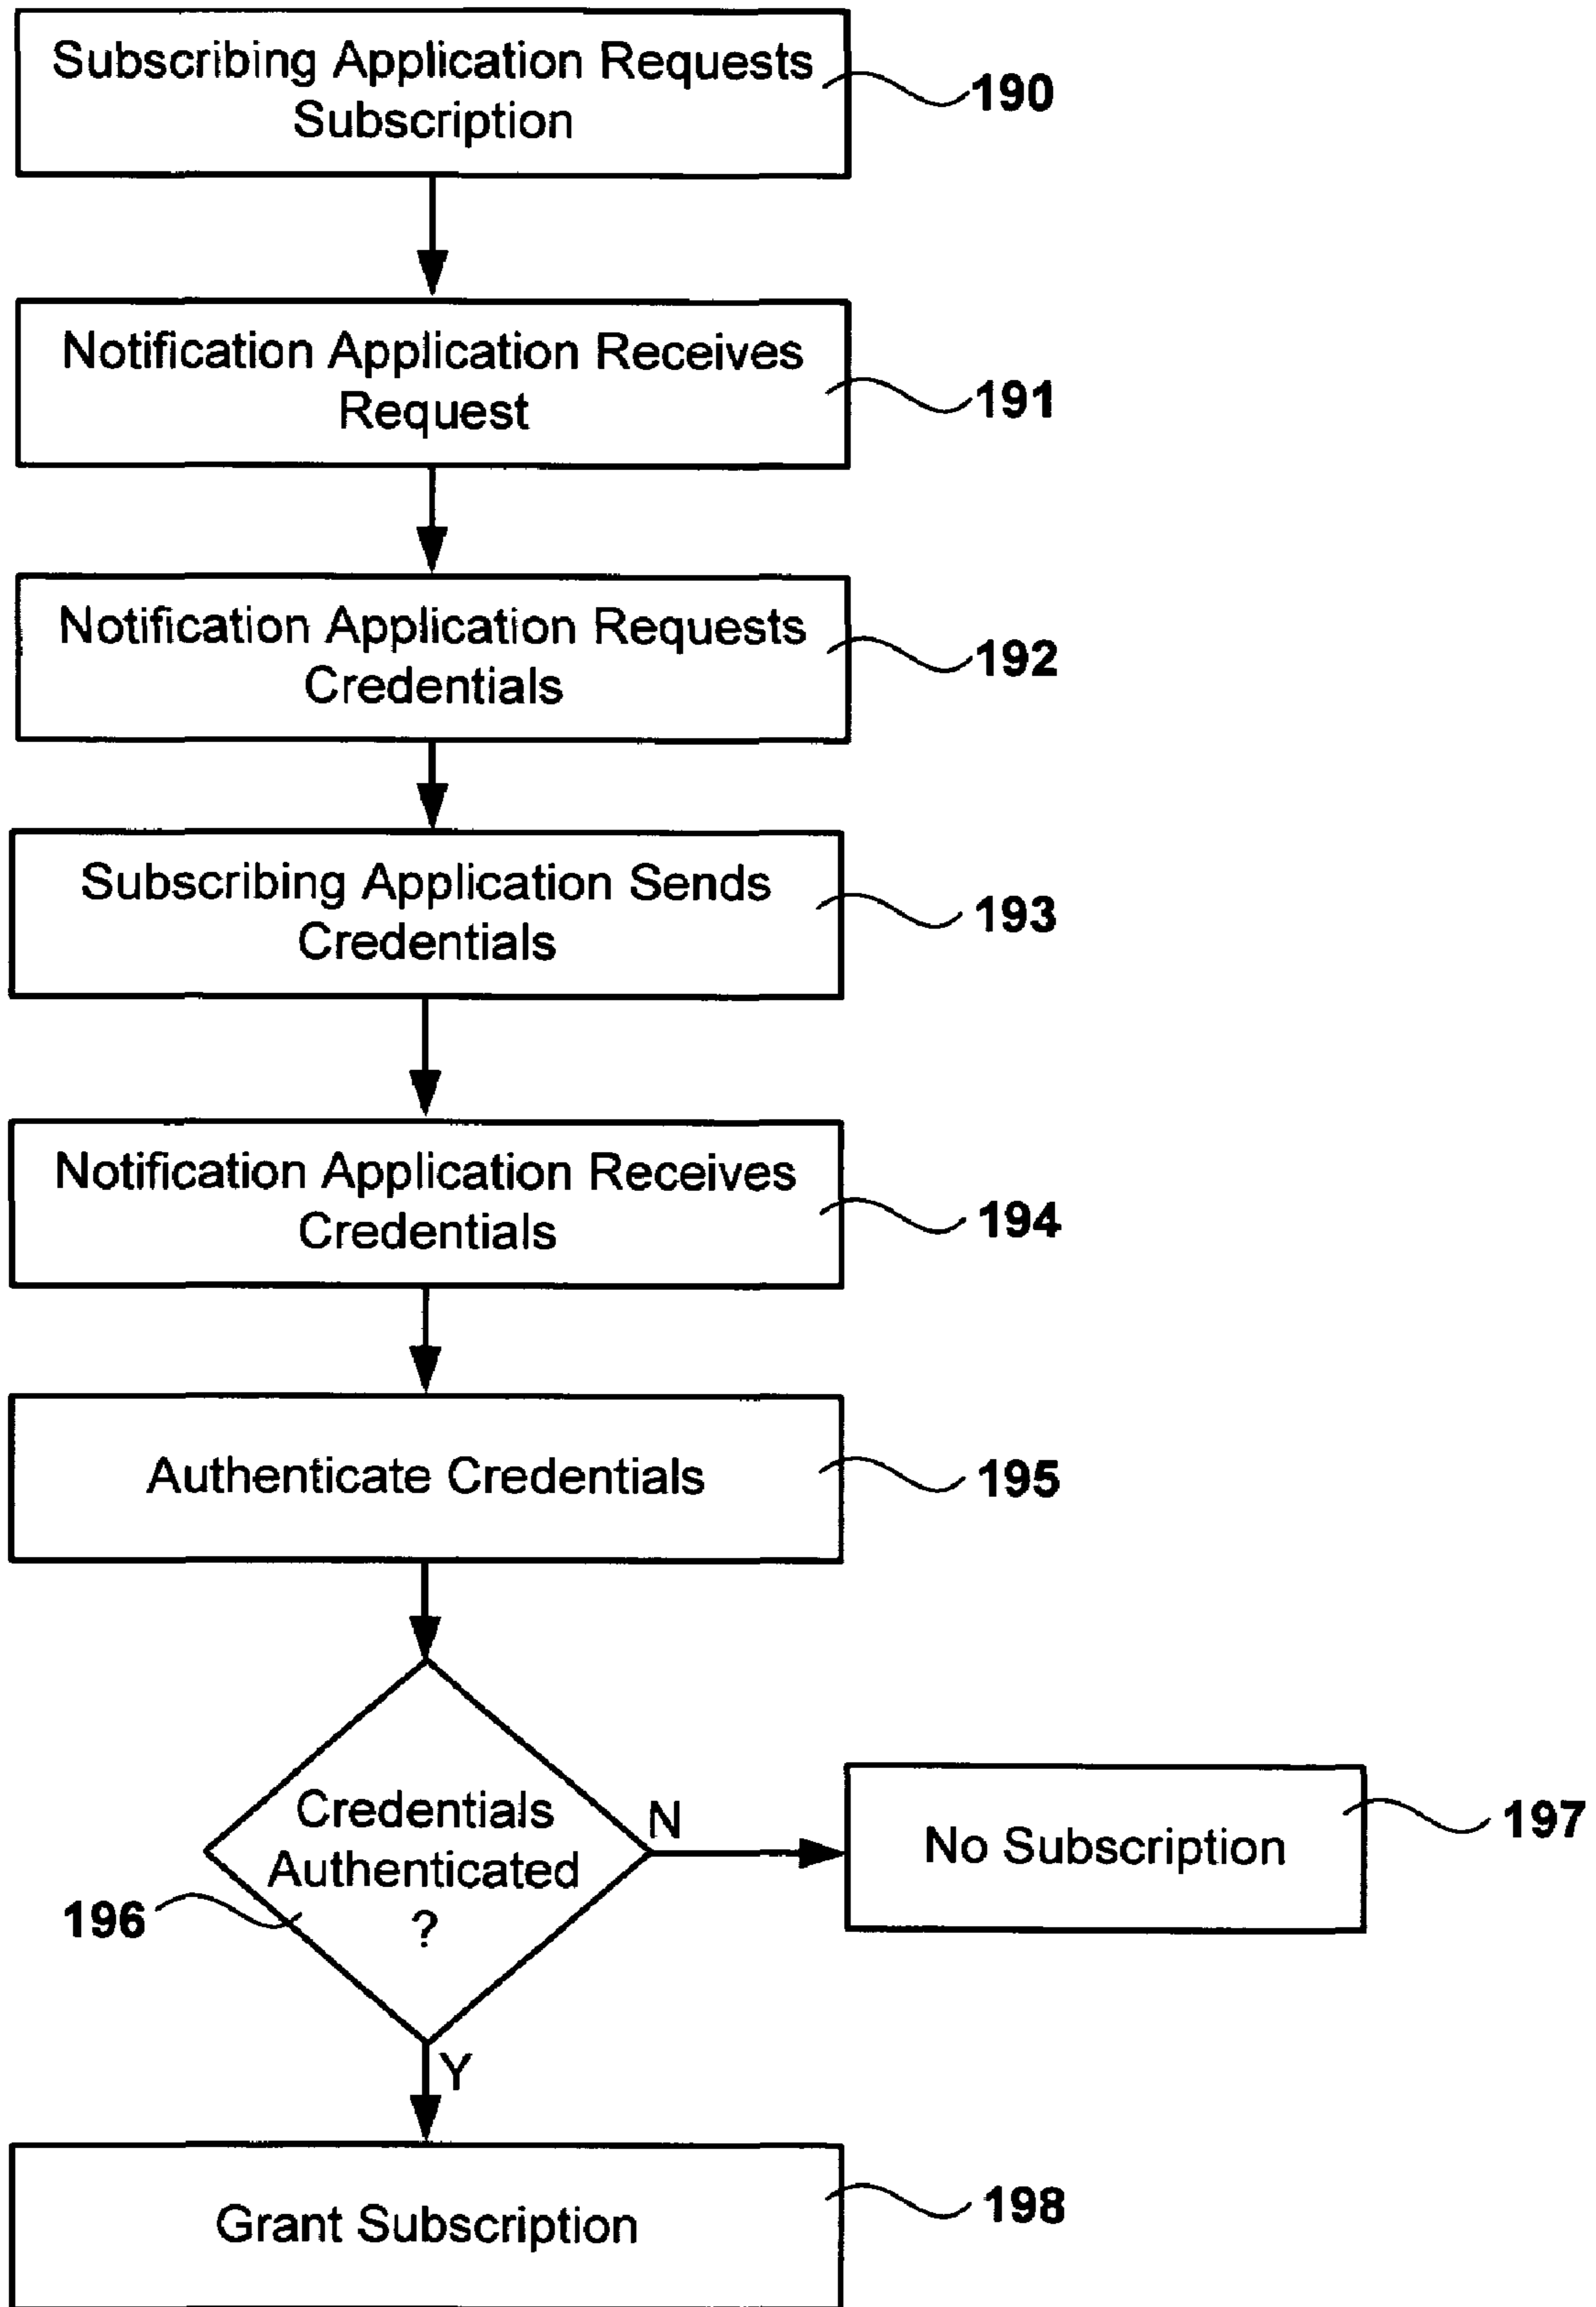 Subscribing Application Requests
Subscription
190
Notification Application Receives
Request
191
Notification Application Requests
Credentials
192
Subscribing Application Sends
Credentials
193
Notification Application Receives
Credentials
194
Authenticate Credentials
195
Credentials
Authenticated
?
196
N
No Subscription
197
Y
Grant Subscription
198